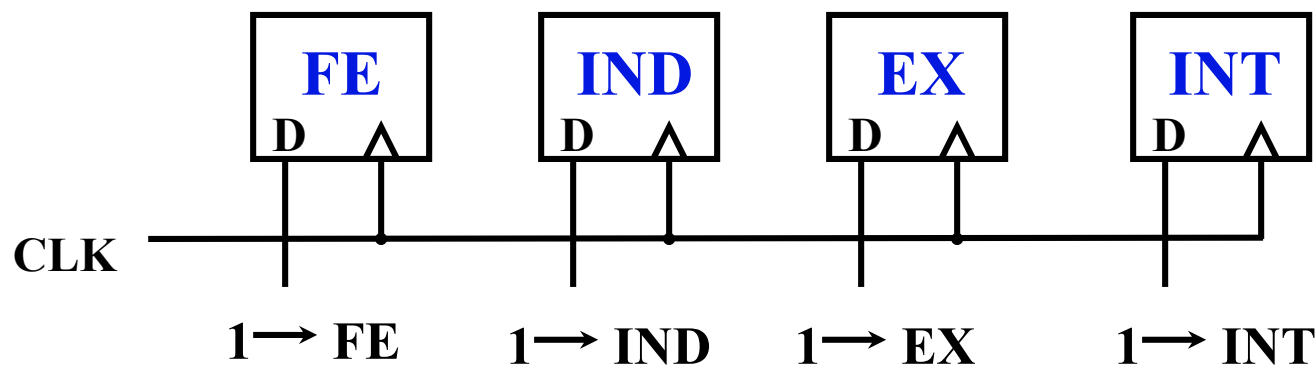 FE IND EX INT
D D D D
CLK
1→ FE 1→ IND 1→ EX 1→ INT